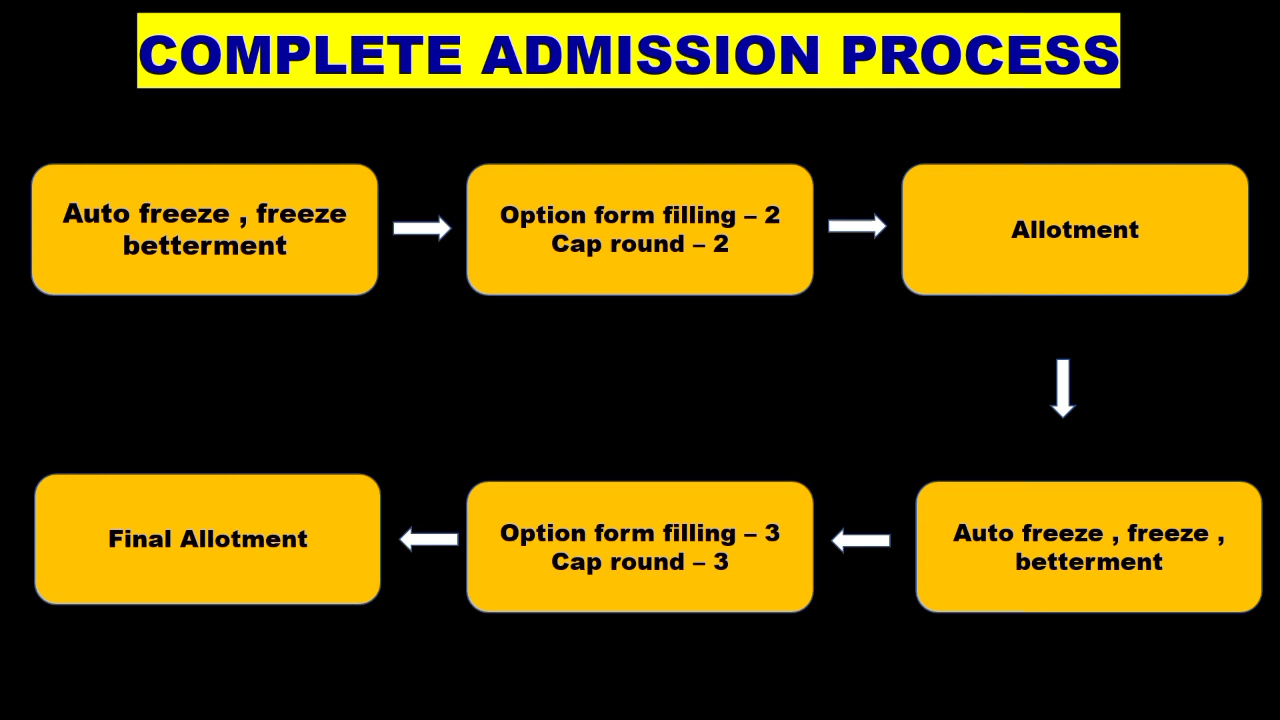 COMPLETE ADMISSION PROCESS
Auto freeze , freeze
betterment
Option form filling – 2
Cap round – 2
Allotment
Auto freeze , freeze ,
betterment
Option form filling – 3
Cap round – 3
Final Allotment